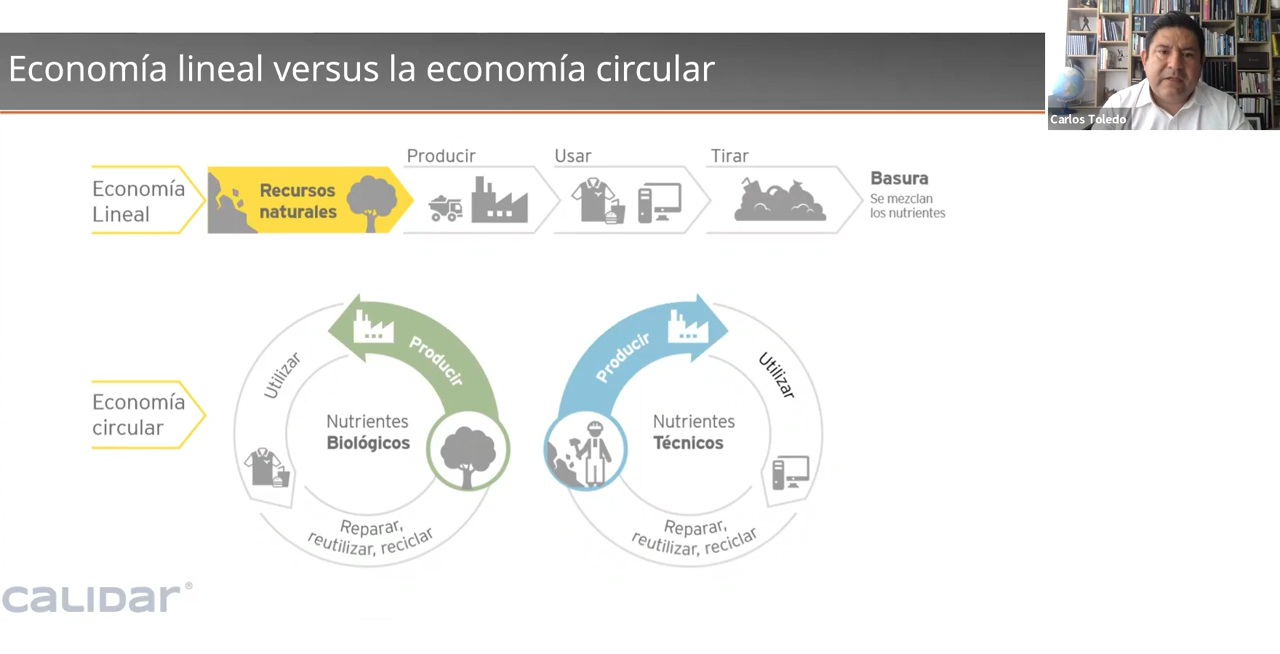 Economía lineal versus la economía circular
Carlos Toledo
Producir
Usar
Tirar
Economía
Lineal
Recursos
naturales
Basura
Se mezclan
los nutrientes
Economía
circular
Utilizar
Producir
Nutrientes
Biológicos
Reparar,
reutilizar, reciclar
Producir
Utilizar
Nutrientes
Técnicos
Reparar,
reutilizar, reciclar
CALIDAR®